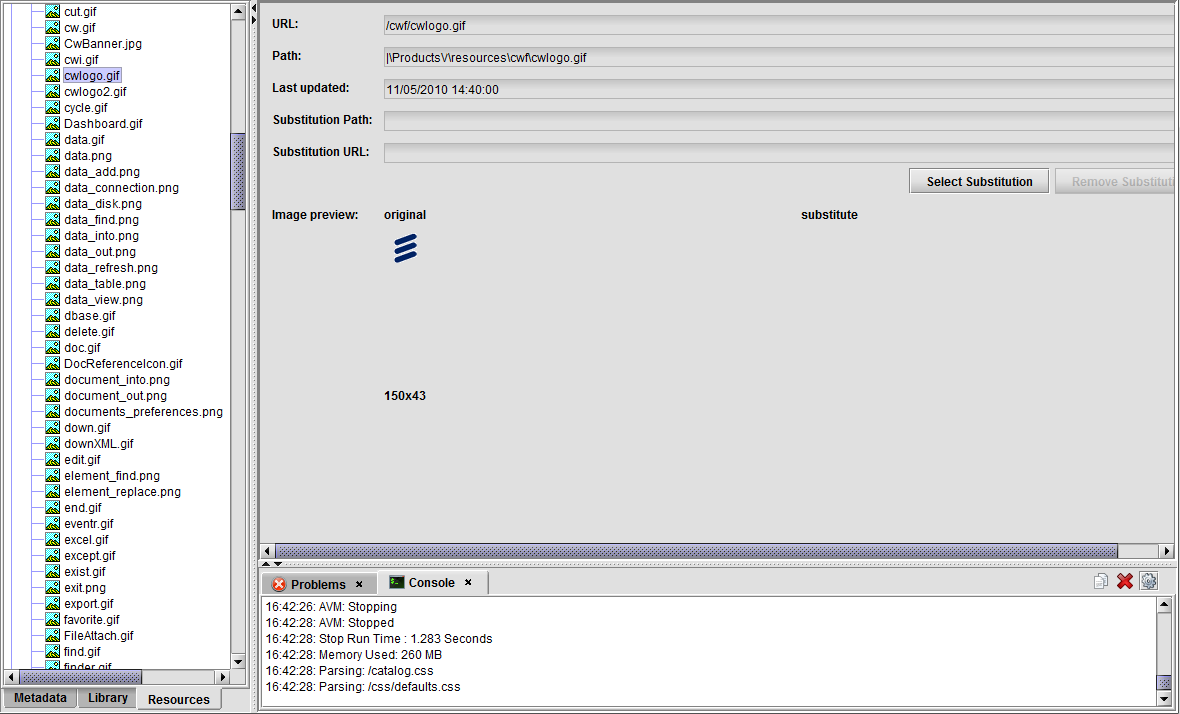 cut.gif
cw.gif
CwBanner.jpg
cwi.gif
cwlogo.gif
cwlogo2.gif
cycle.gif
Dashboard.gif
data.gif
data.png
data_add.png
data_connection.png
data_disk.png
data_find.png
data_into.png
data_out.png
data_refresh.png
data_table.png
data_view.png
dbase.gif
delete.gif
doc.gif
DocReferenceIcon.gif
document_into.png
document_out.png
documents_preferences.png
down.gif
downXML.gif
edit.gif
element_find.png
element_replace.png
end.gif
eventr.gif
excel.gif
except.gif
exist.gif
exit.png
export.gif
favorite.gif
FileAttach.gif
find.gif
finder.gif
Metadata Library Resources
URL: /cwf/cwlogo.gif
Path: |\Products\/\resources\cwf\cwlogo.gif
Last updated: 11/05/2010 14:40:00
Substitution Path:
Substitution URL:
Select Substitution Remove Substituti
Image preview: original substitute
150x43
Problems Console
16:42:26: AVM: Stopping
16:42:28: AVM: Stopped
16:42:28: Stop Run Time : 1.283 Seconds
16:42:28: Memory Used: 260 MB
16:42:28: Parsing: /catalog.css
16:42:28: Parsing: /css/defaults.css